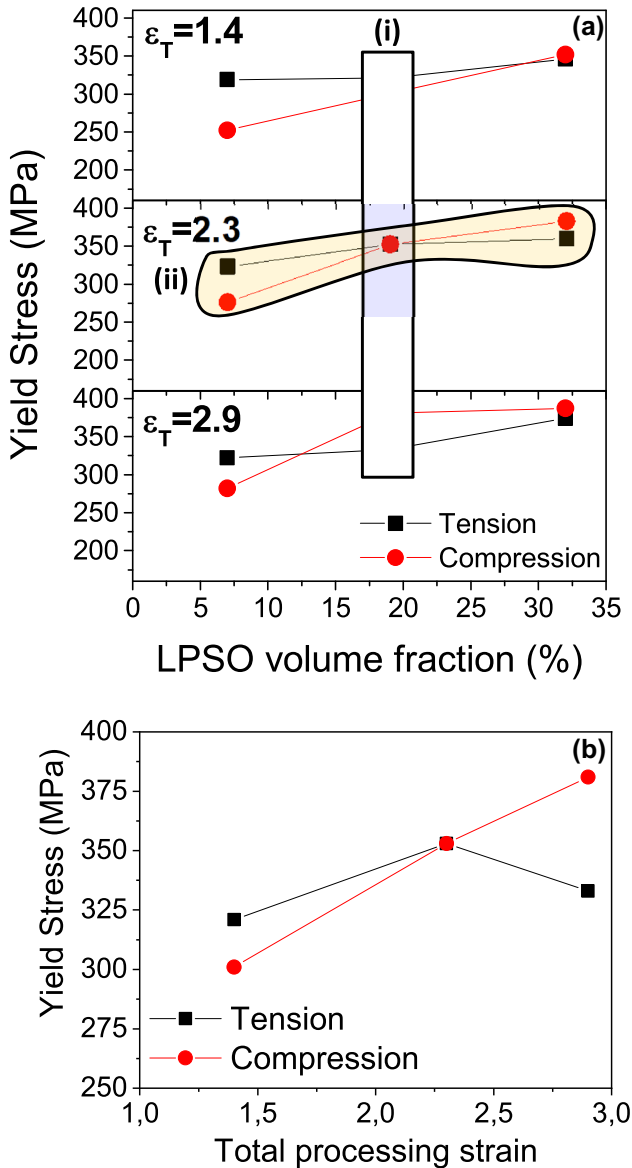 (i)
(a)
ε_T=1.4
400
350
300
250
200
ε_T=2.3
(ii)
400
350
300
250
200
ε_T=2.9
400
350
300
250
200
Yield Stress (MPa)
Tension
Compression
0 5 10 15 20 25 30 35
LPSO volume fraction (%)
(b)
400
375
350
325
300
275
250
Yield Stress (MPa)
Tension
Compression
1,0 1,5 2,0 2,5 3,0
Total processing strain